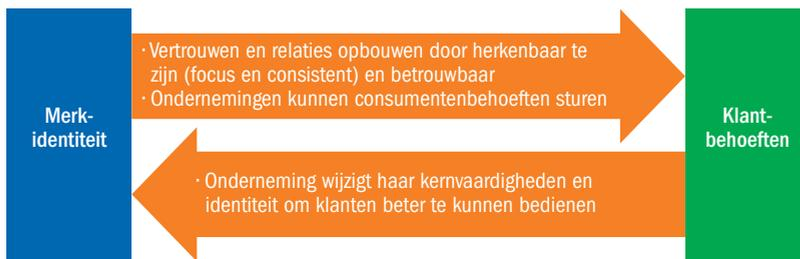 Merk-
identiteit
· Vertrouwen en relaties opbouwen door herkenbaar te
zijn (focus en consistent) en betrouwbaar
· Ondernemingen kunnen consumentenbehoeften sturen
· Onderneming wijzigt haar kernvaardigheden en
identiteit om klanten beter te kunnen bedienen
Klant-
behoeften